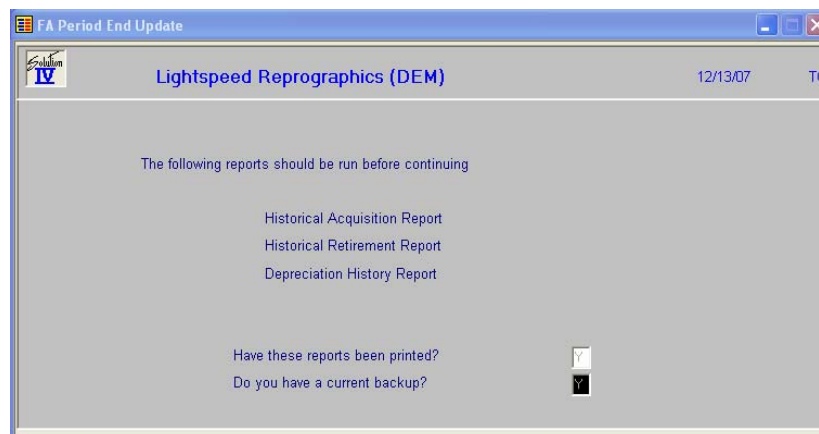 FA Period End Update
Solution
IV
Lightspeed Reprographics (DEM)
12/13/07
The following reports should be run before continuing
Historical Acquisition Report
Historical Retirement Report
Depreciation History Report
Have these reports been printed? Y
Do you have a current backup? Y